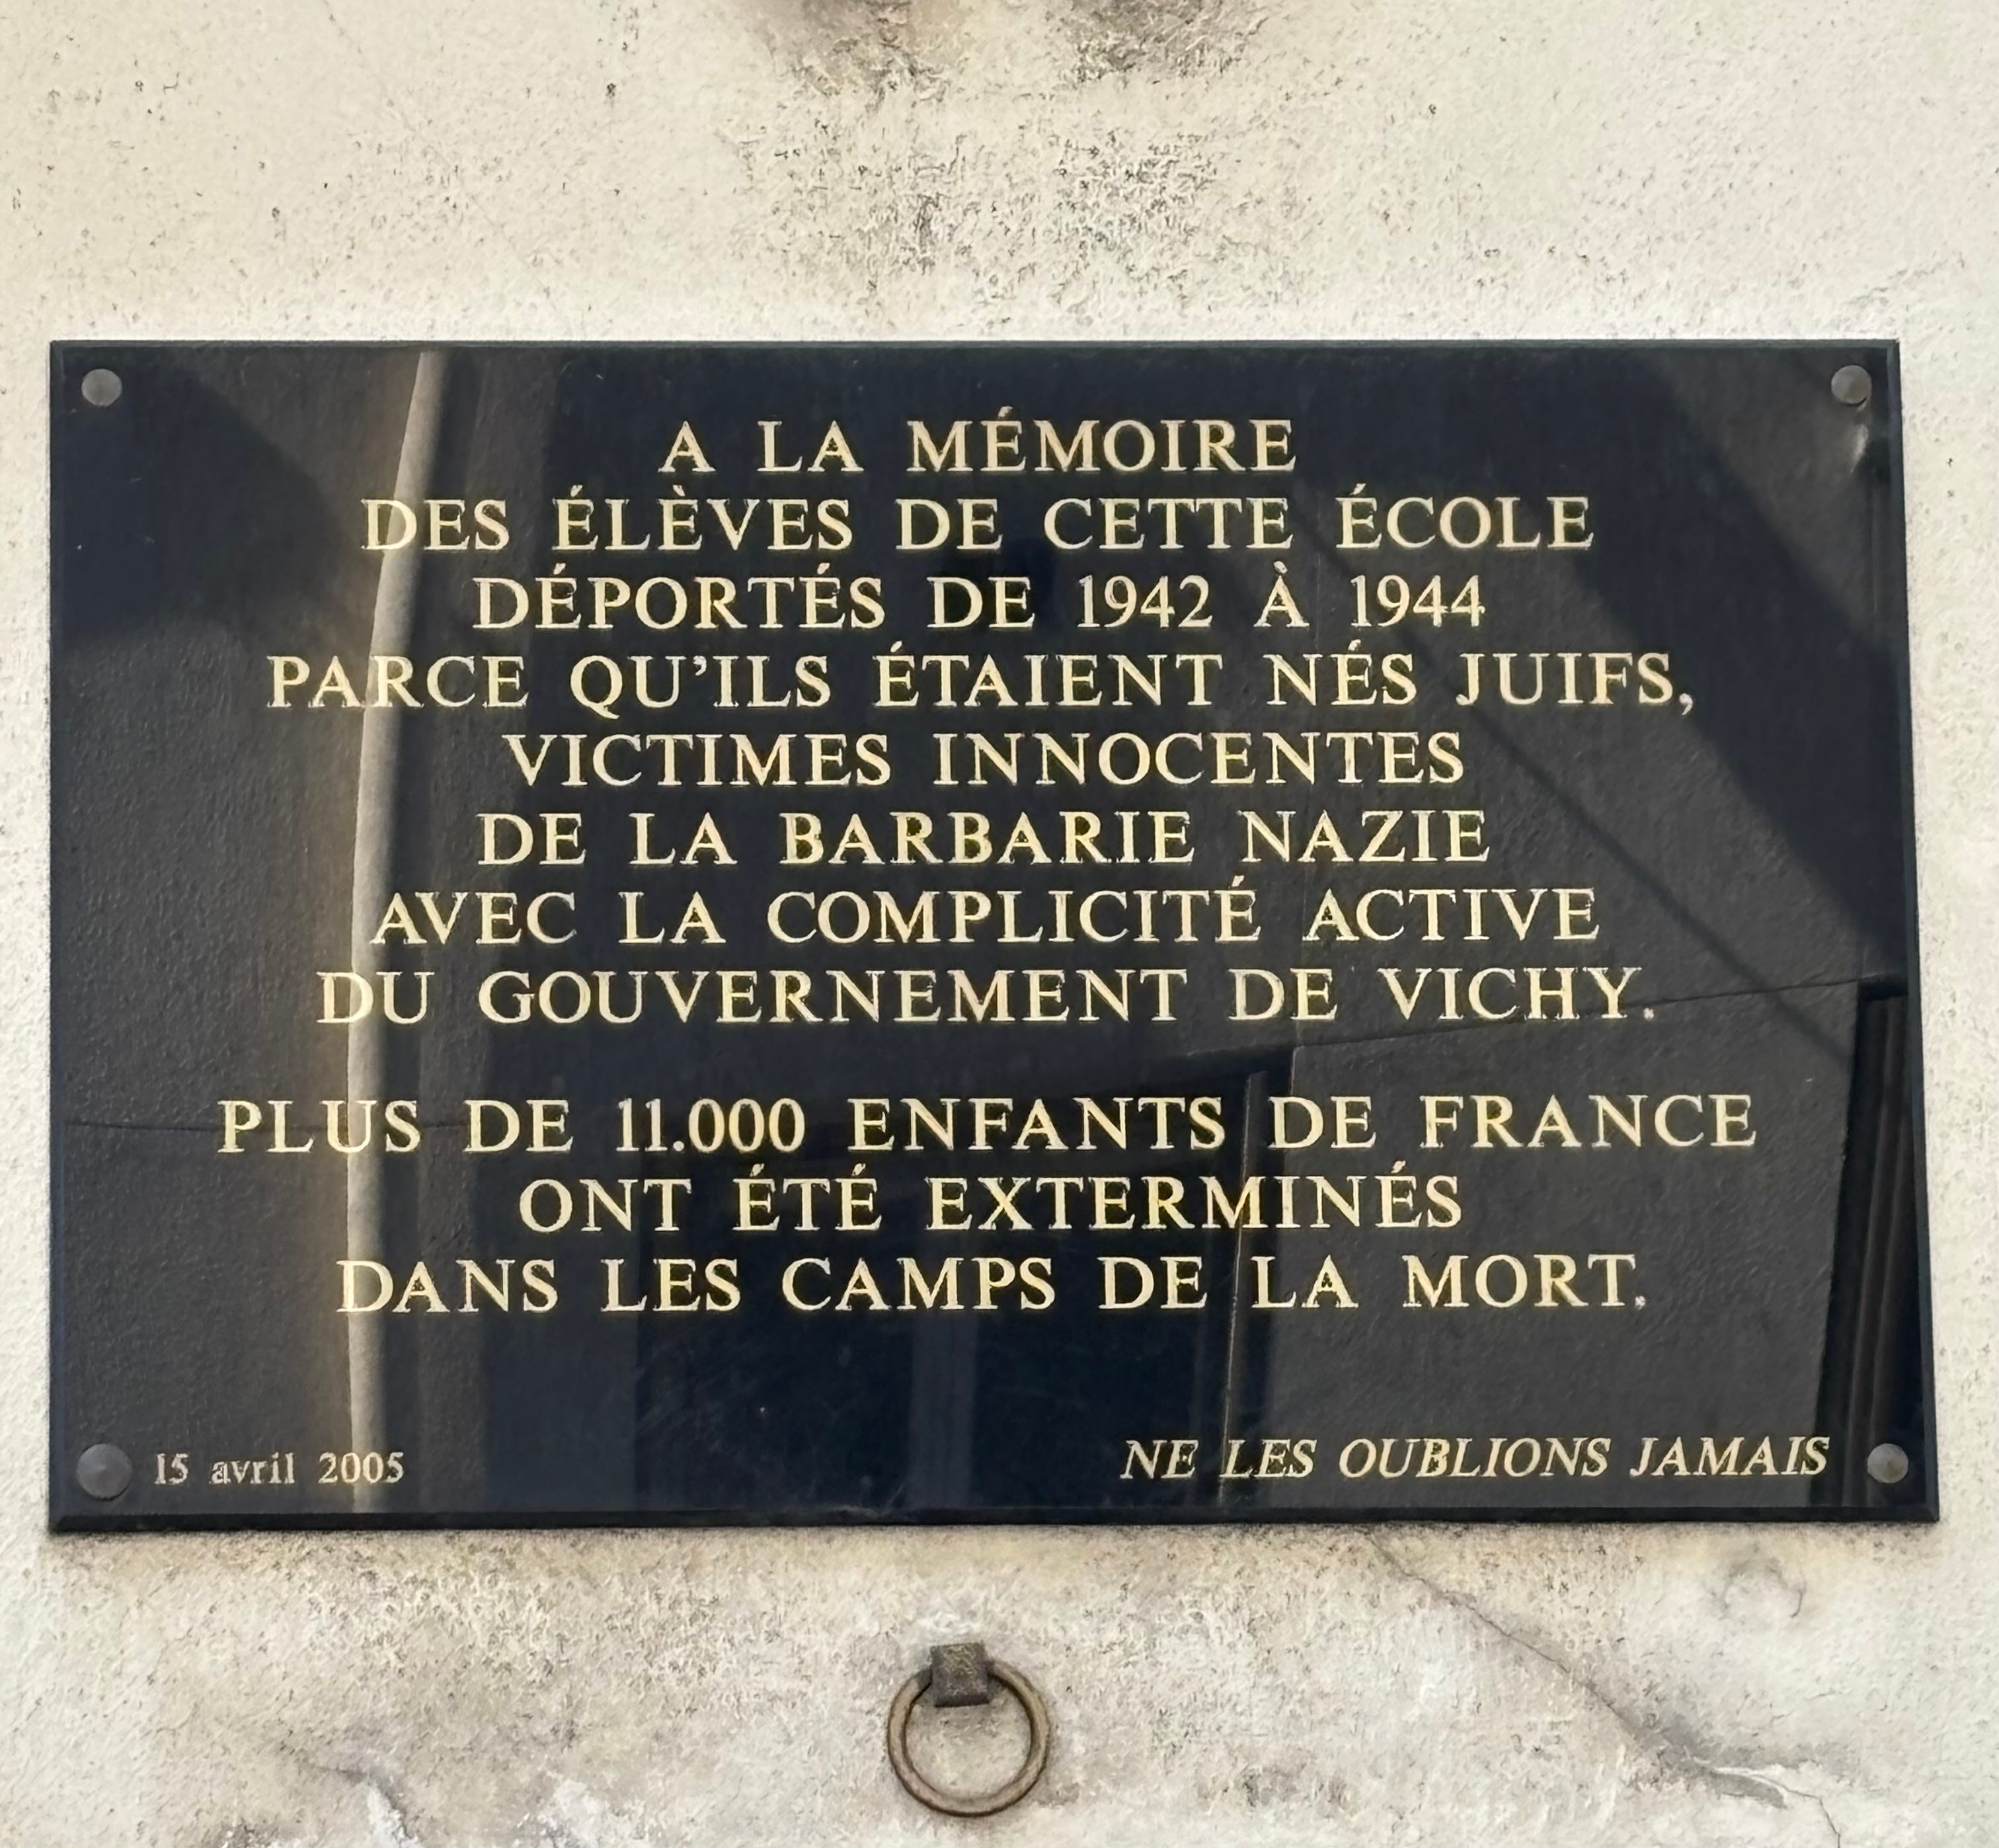 A LA MÉMOIRE
DES ÉLÈVES DE CETTE ÉCOLE
DÉPORTÉS DE 1942 À 1944
PARCE QU'ILS ÉTAIENT NÉS JUIFS,
VICTIMES INNOCENTES
DE LA BARBARIE NAZIE
AVEC LA COMPLICITÉ ACTIVE
DU GOUVERNEMENT DE VICHY.
PLUS DE 11.000 ENFANTS DE FRANCE
ONT ÉTÉ EXTERMINÉS
DANS LES CAMPS DE LA MORT.
15 avril 2005
NE LES OUBLIONS JAMAIS